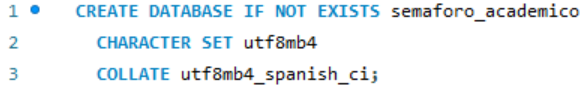 1 CREATE DATABASE IF NOT EXISTS semaforo_academico
2 CHARACTER SET utf8mb4
3 COLLATE utf8mb4_spanish_ci;